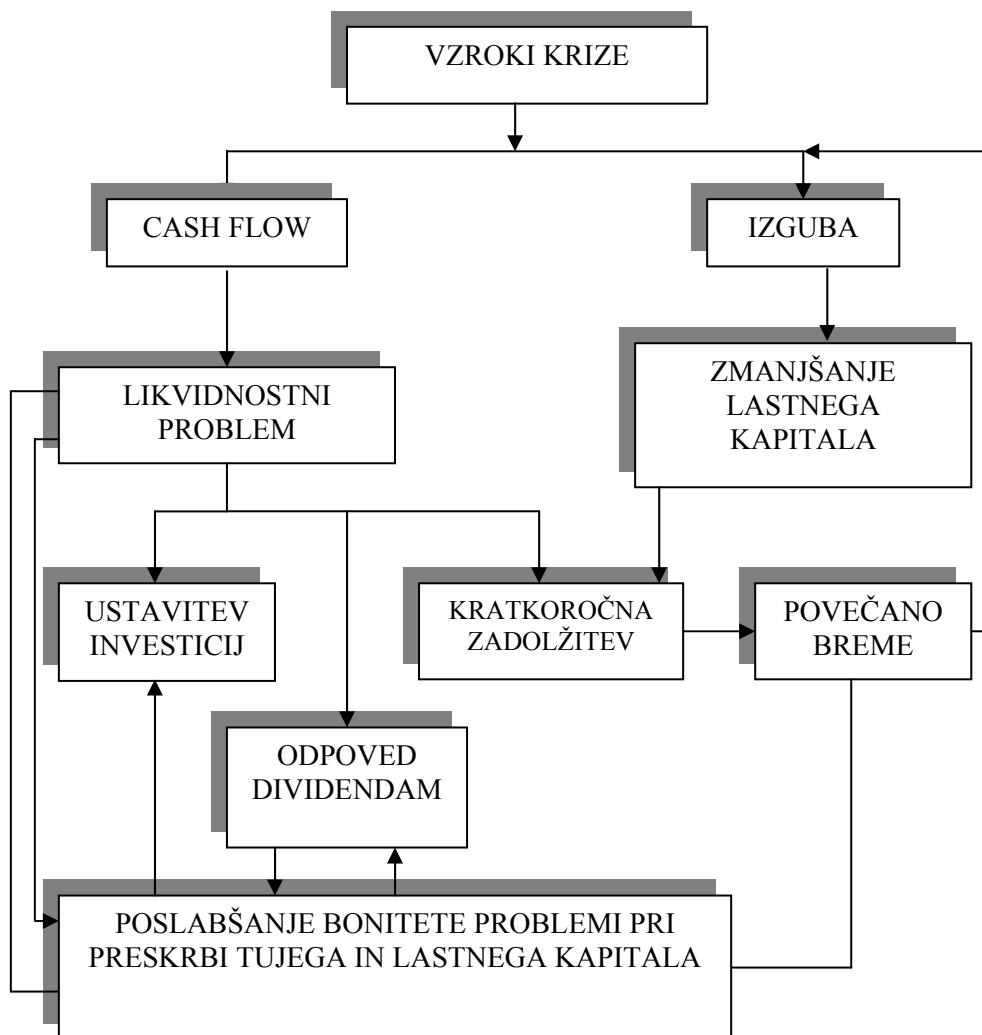 VZROKI KRIZE
CASH FLOW
IZGUBA
LIKVIDNOSTNI
PROBLEM
ZMANJŠANJE
LASTNEGA
KAPITALA
USTAVITEV
INVESTICIJ
KRATKOROČNA
ZADOLŽITEV
POVEČANO
BREME
ODPOVED
DIVIDENDAM
POSLABŠANJE BONITETE PROBLEMI PRI
PRESKRBI TUJEGA IN LASTNEGA KAPITALA